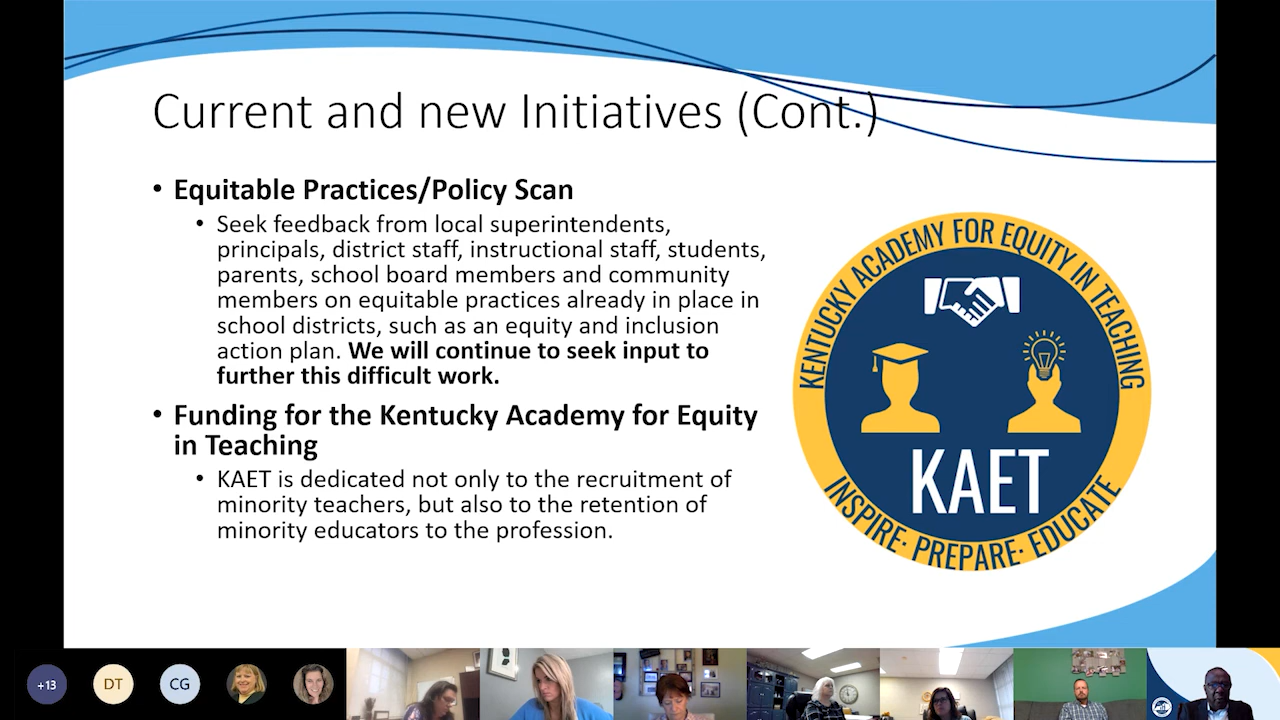 Current and new Initiatives (Cont.)
• Equitable Practices/Policy Scan
• Seek feedback from local superintendents,
principals, district staff, instructional staff, students,
parents, school board members and community
members on equitable practices already in place in
school districts, such as an equity and inclusion
action plan. We will continue to seek input to
further this difficult work.
• Funding for the Kentucky Academy for Equity
in Teaching
• KAET is dedicated not only to the recruitment of
minority teachers, but also to the retention of
minority educators to the profession.
KENTUCKY ACADEMY FOR EQUITY IN TEACHING
KAET
INSPIRE· PREPARE· EDUCATE
+13
DT
CG